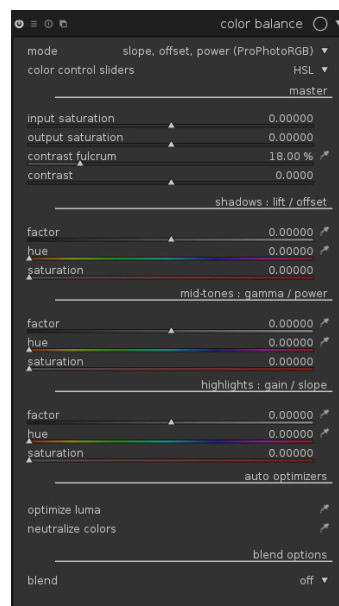 color balance
mode slope, offset, power (ProPhotoRGB)
color control sliders HSL
master
input saturation 0.00000
output saturation 0.00000
contrast fulcrum 18.00 %
contrast 0.0000
shadows : lift / offset
factor 0.00000
hue 0.00000
saturation 0.00000
mid-tones : gamma / power
factor 0.00000
hue 0.00000
saturation 0.00000
highlights : gain / slope
factor 0.00000
hue 0.00000
saturation 0.00000
auto optimizers
optimize luma
neutralize colors
blend options
blend off